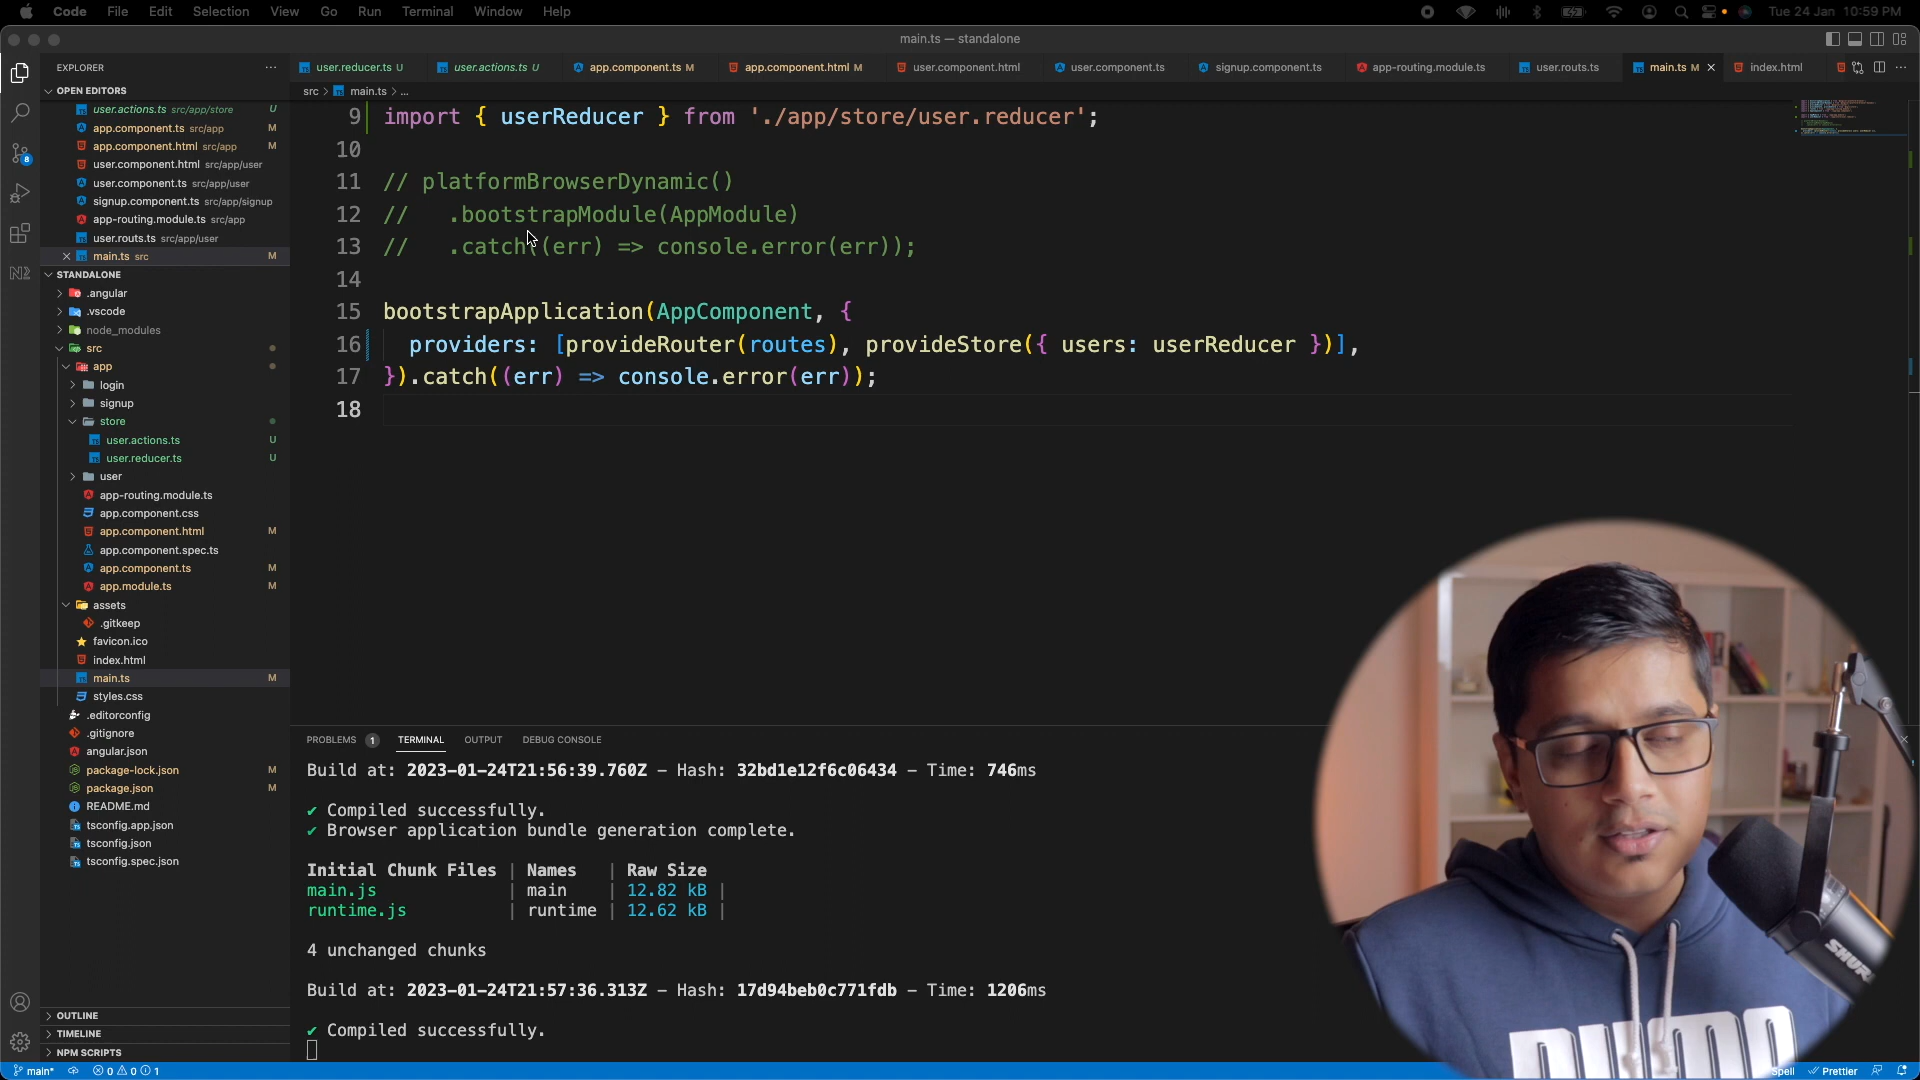 Code File Edit Selection View Go Run Terminal Window Help
Tue 24 Jan 10:59 PM
main.ts — standalone
EXPLORER
user.reducer.ts U
user.actions.ts U
app.component.ts M
app.component.html M
user.component.html
user.component.ts
signup.component.ts
app-routing.module.ts
user.routs.ts
main.ts M
index.html
OPEN EDITORS
src > main.ts > ...
user.actions.ts src/app/store U
app.component.ts src/app M
app.component.html src/app M
user.component.html src/app/user
user.component.ts src/app/user
signup.component.ts src/app/signup
app-routing.module.ts src/app
user.routs.ts src/app/user
main.ts src M
STANDALONE
.angular
.vscode
node_modules
src
app
login
signup
store
user.actions.ts U
user.reducer.ts U
user
app-routing.module.ts
app.component.css
app.component.html M
app.component.spec.ts
app.component.ts M
app.module.ts M
assets
.gitkeep
favicon.ico
index.html
main.ts M
styles.css
.editorconfig
.gitignore
angular.json
package-lock.json M
package.json M
README.md
tsconfig.app.json
tsconfig.json
tsconfig.spec.json
OUTLINE
TIMELINE
NPM SCRIPTS
9 import { userReducer } from './app/store/user.reducer';
10
11 // platformBrowserDynamic()
12 // .bootstrapModule(AppModule)
13 // .catch((err) => console.error(err));
14
15 bootstrapApplication(AppComponent, {
16 providers: [provideRouter(routes), provideStore({ users: userReducer })],
17 }).catch((err) => console.error(err));
18
PROBLEMS 1 TERMINAL OUTPUT DEBUG CONSOLE
Build at: 2023-01-24T21:56:39.760Z - Hash: 32bd1e12f6c06434 - Time: 746ms
✔ Compiled successfully.
✔ Browser application bundle generation complete.
Initial Chunk Files | Names | Raw Size
main.js | main | 12.82 kB |
runtime.js | runtime | 12.62 kB |
4 unchanged chunks
Build at: 2023-01-24T21:57:36.313Z - Hash: 17d94beb0c771fdb - Time: 1206ms
✔ Compiled successfully.
SHURE
main* 0 0 1
Spell Prettier
8